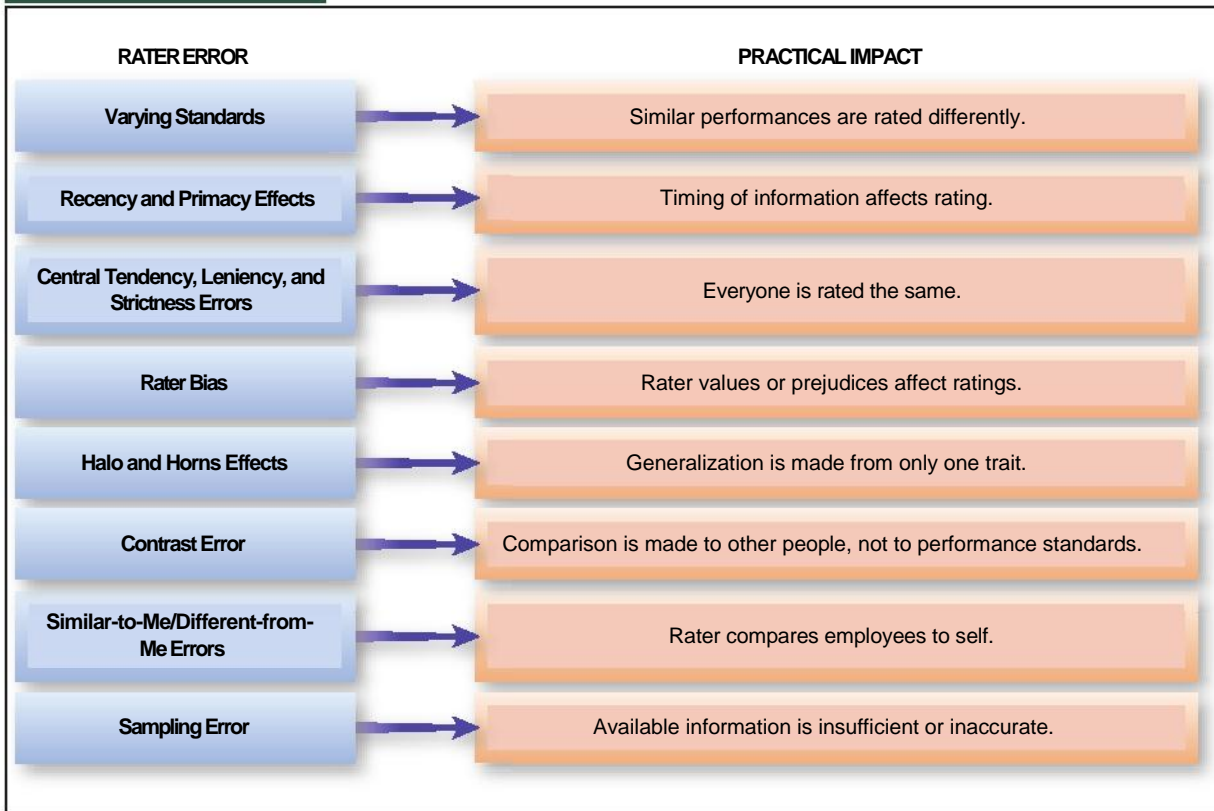 RATER ERROR PRACTICAL IMPACT
Varying Standards Similar performances are rated differently.
Recency and Primacy Effects Timing of information affects rating.
Central Tendency, Leniency, and
Strictness Errors Everyone is rated the same.
Rater Bias Rater values or prejudices affect ratings.
Halo and Horns Effects Generalization is made from only one trait.
Contrast Error Comparison is made to other people, not to performance standards.
Similar-to-Me/Different-from-
Me Errors Rater compares employees to self.
Sampling Error Available information is insufficient or inaccurate.